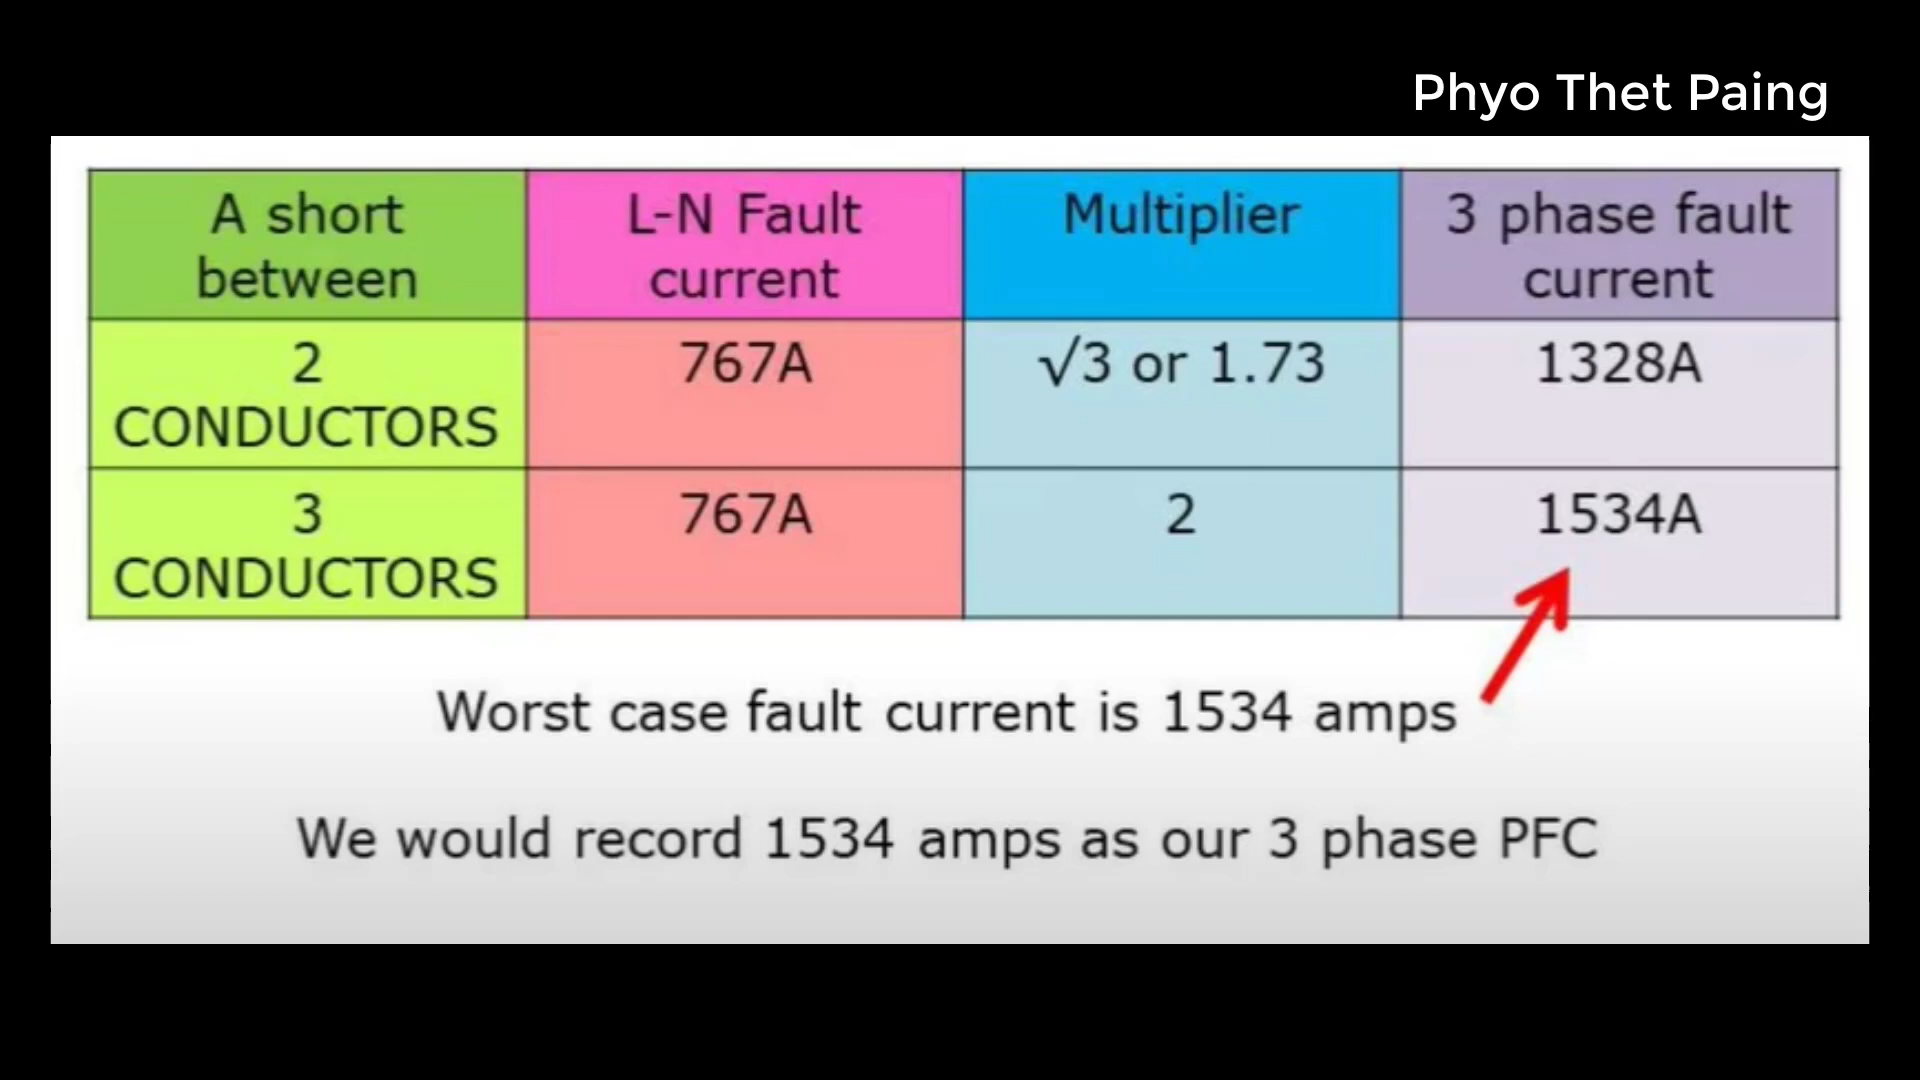 Phyo Thet Paing
A short
between
L-N Fault
current
Multiplier
3 phase fault
current
2
CONDUCTORS
767A
√3 or 1.73
1328A
3
CONDUCTORS
767A
2
1534A
Worst case fault current is 1534 amps
We would record 1534 amps as our 3 phase PFC